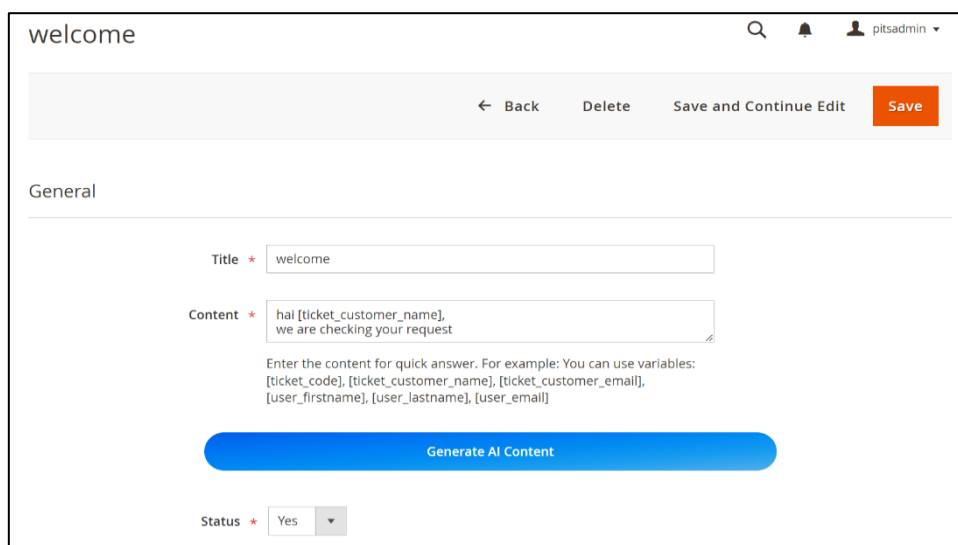 welcome
pitsadmin
Back
Delete
Save and Continue Edit
Save
General
Title *
welcome
Content *
hai [ticket_customer_name],
we are checking your request
Enter the content for quick answer. For example: You can use variables:
[ticket_code], [ticket_customer_name], [ticket_customer_email],
[user_firstname], [user_lastname], [user_email]
Generate AI Content
Status *
Yes